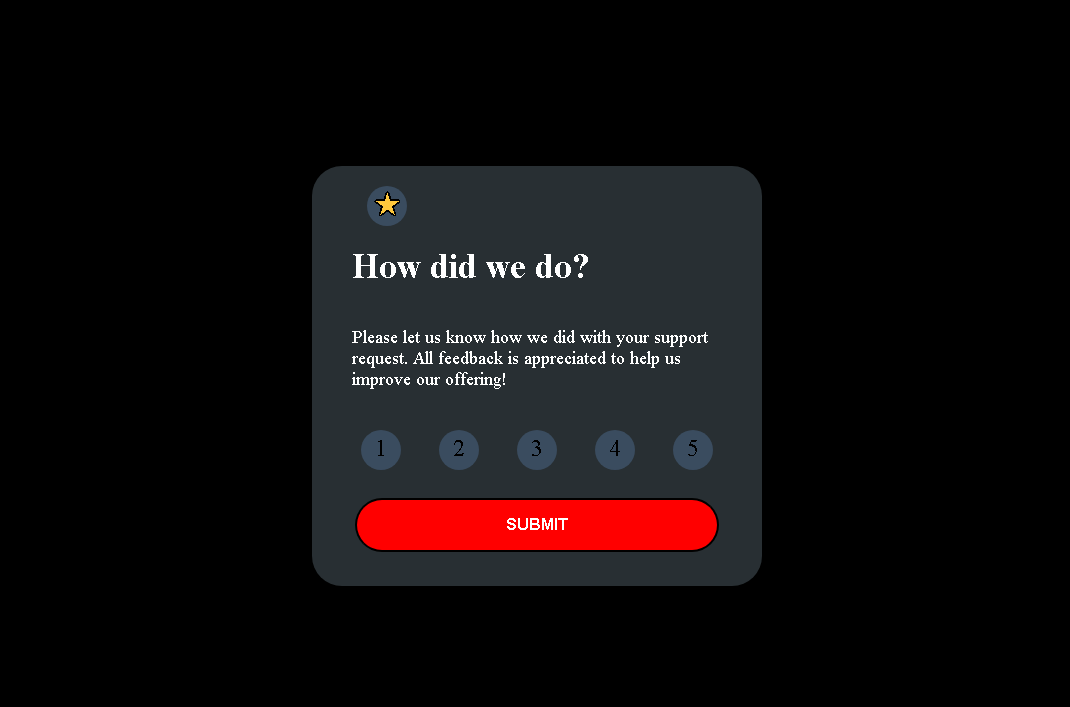 How did we do?
Please let us know how we did with your support
request. All feedback is appreciated to help us
improve our offering!
1 2 3 4 5
SUBMIT